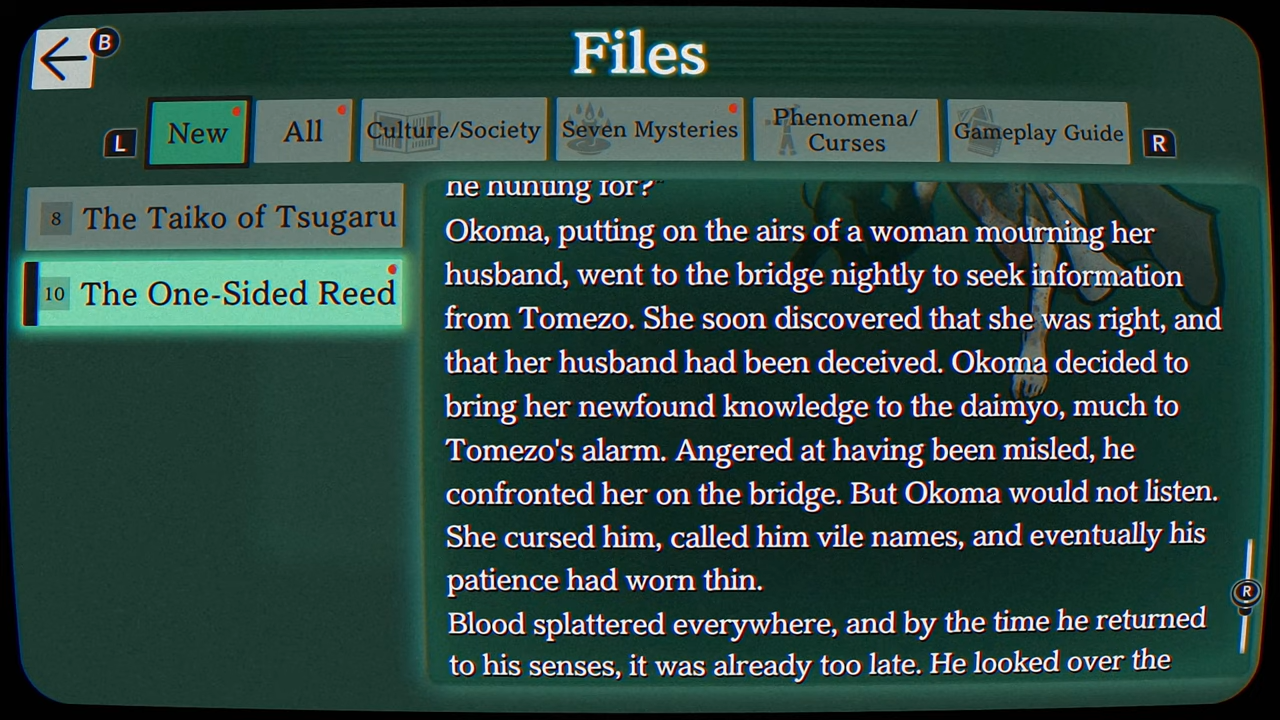 B
Files
L
New
All
Culture/Society
Seven Mysteries
Phenomena/
Curses
Gameplay Guide
R
8 The Taiko of Tsugaru
10 The One-Sided Reed
he hunting for?"
Okoma, putting on the airs of a woman mourning her
husband, went to the bridge nightly to seek information
from Tomezo. She soon discovered that she was right, and
that her husband had been deceived. Okoma decided to
bring her newfound knowledge to the daimyo, much to
Tomezo's alarm. Angered at having been misled, he
confronted her on the bridge. But Okoma would not listen.
She cursed him, called him vile names, and eventually his
patience had worn thin.
Blood splattered everywhere, and by the time he returned
to his senses, it was already too late. He looked over the
R